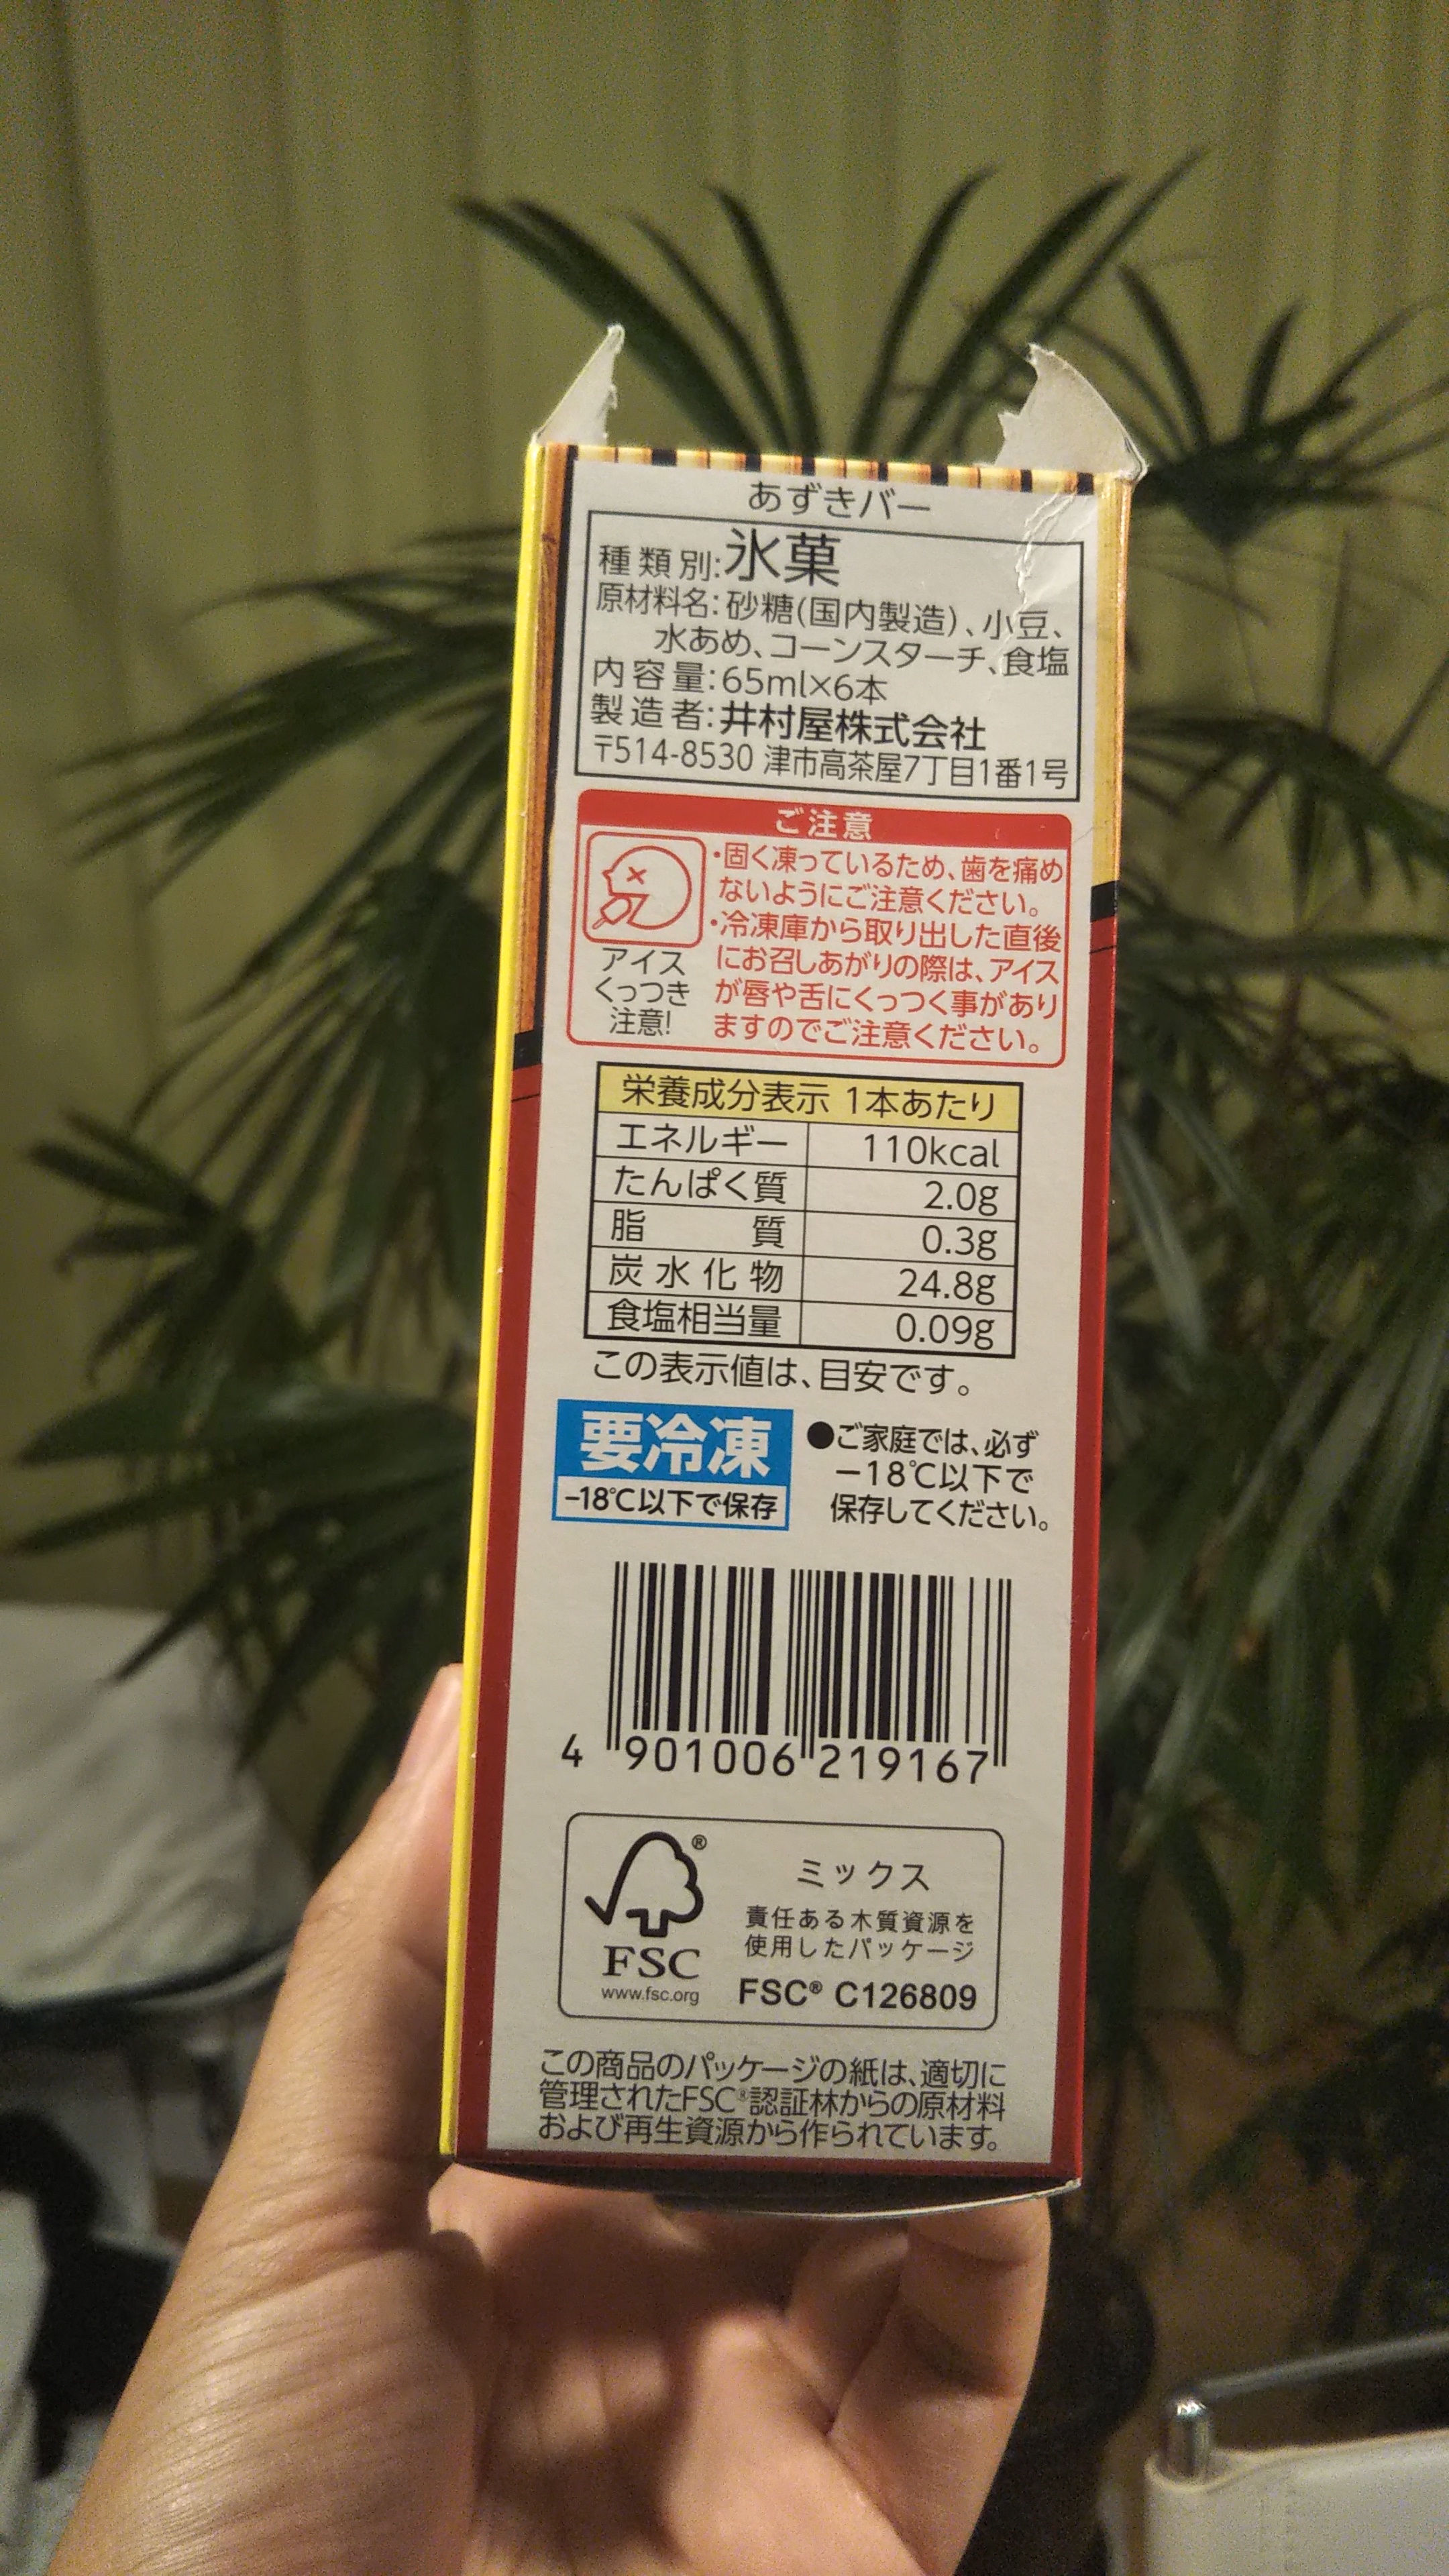 あずきバー
種類別:氷菓
原材料名:砂糖(国内製造)、小豆、
水あめ、コーンスターチ、食塩
内容量:65ml×6本
製造者:井村屋株式会社
〒514-8530 津市高茶屋7丁目1番1号
ご注意
・固く凍っているため、歯を痛め
ないようにご注意ください。
・冷凍庫から取り出した直後
にお召しあがりの際は、アイス
が唇や舌にくっつく事があり
ますのでご注意ください。
アイス
くっつき
注意!
栄養成分表示 1本あたり
エネルギー 110kcal
たんぱく質 2.0g
脂質 0.3g
炭水化物 24.8g
食塩相当量 0.09g
この表示値は、目安です。
要冷凍
-18℃以下で保存
●ご家庭では、必ず
-18℃以下で
保存してください。
4 901006 219167
FSC®
www.fsc.org
ミックス
責任ある木質資源を
使用したパッケージ
FSC® C126809
この商品のパッケージの紙は、適切に
管理されたFSC®認証林からの原材料
および再生資源から作られています。